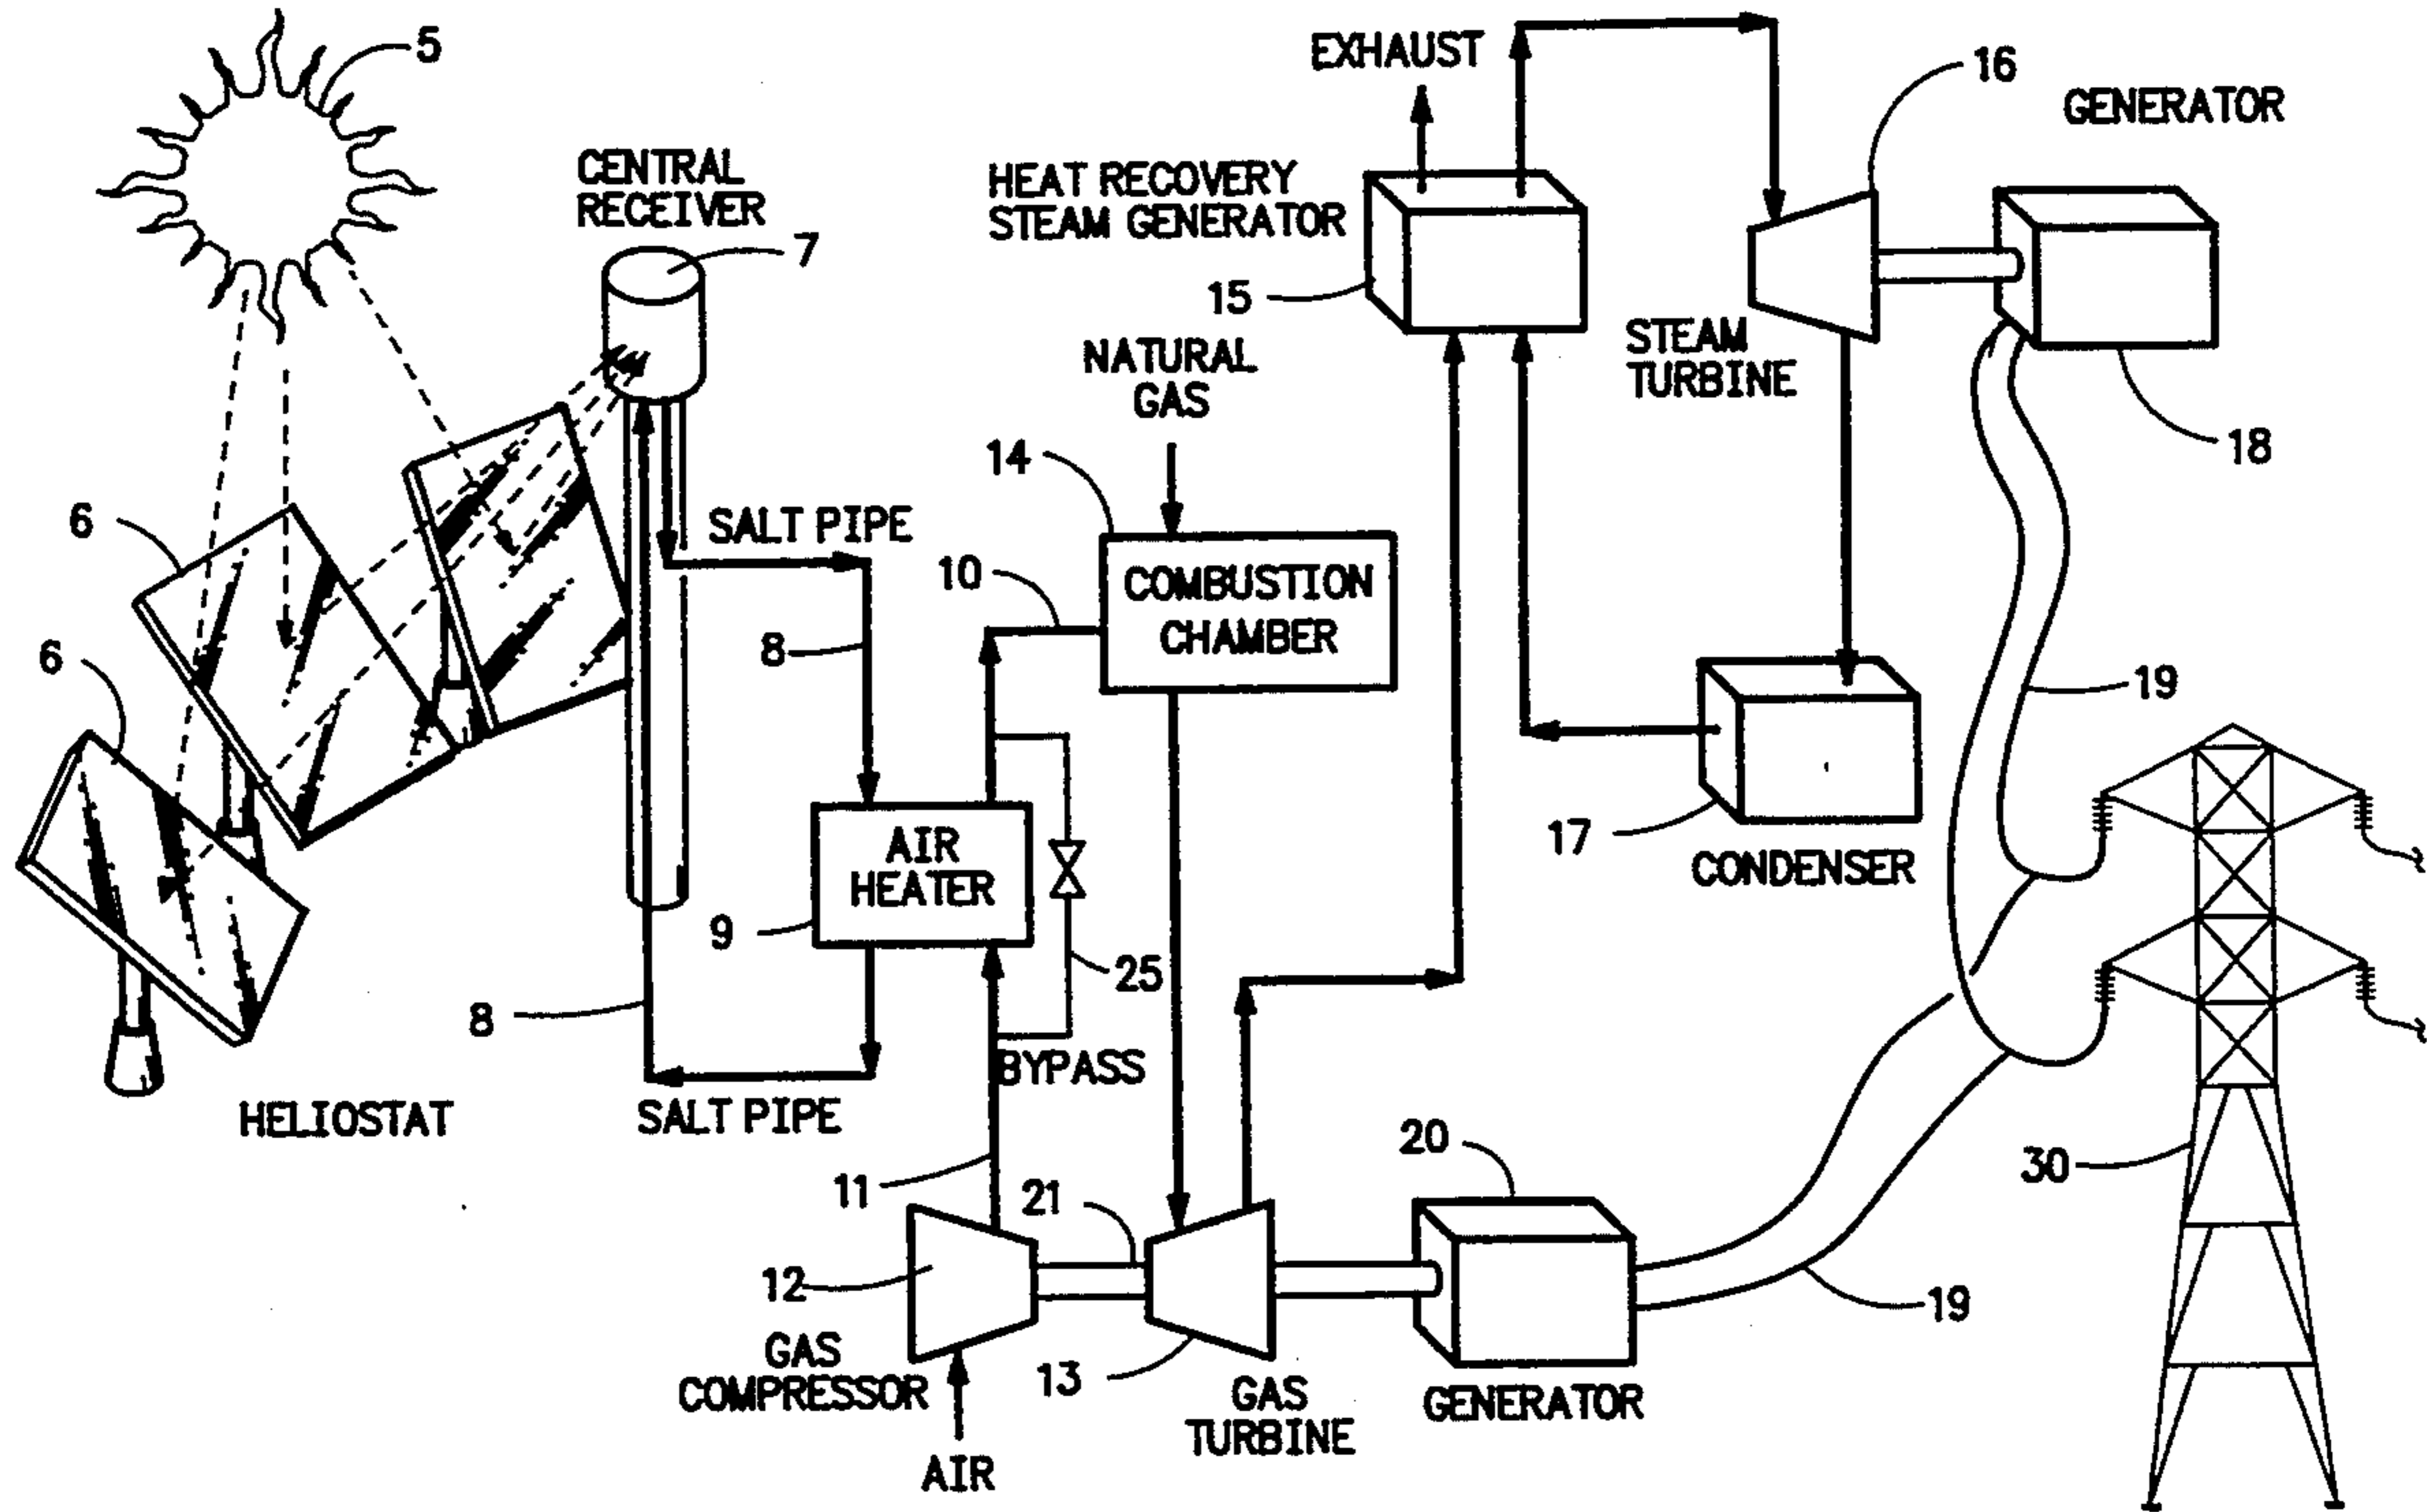 5
EXHAUST
16
GENERATOR
CENTRAL
RECEIVER
7
HEAT RECOVERY
STEAM GENERATOR
15
NATURAL
GAS
STEAM
TURBINE
18
14
6
SALT PIPE
10
COMBUSTION
CHAMBER
8
6
19
17
CONDENSER
AIR
HEATER
9
25
8
BYPASS
HELIOSTAT
SALT PIPE
11
21
20
30
12
19
GAS
COMPRESSOR
13
GAS
TURBINE
GENERATOR
AIR